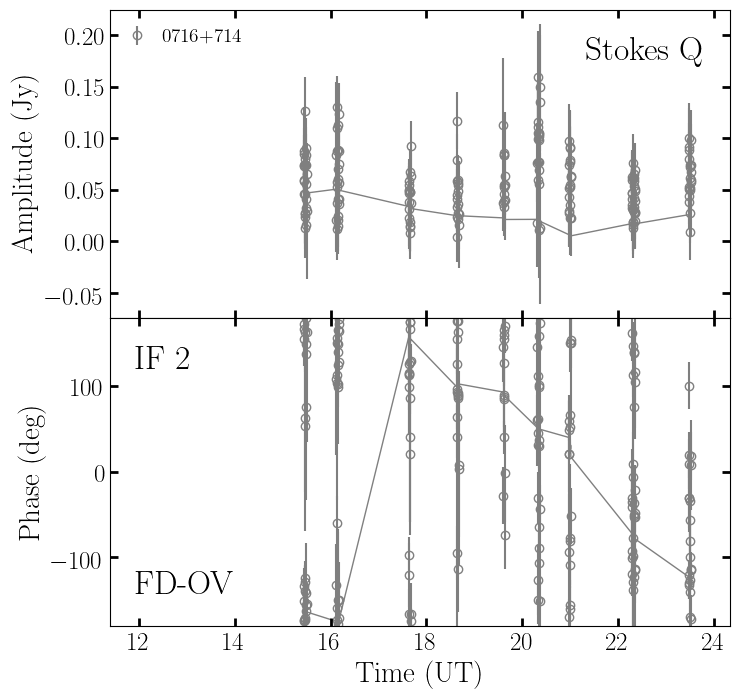 0716+714
Stokes Q
0.20
0.15
0.10
0.05
0.00
−0.05
Amplitude (Jy)
IF 2
100
0
−100
Phase (deg)
FD-OV
12 14 16 18 20 22 24
Time (UT)